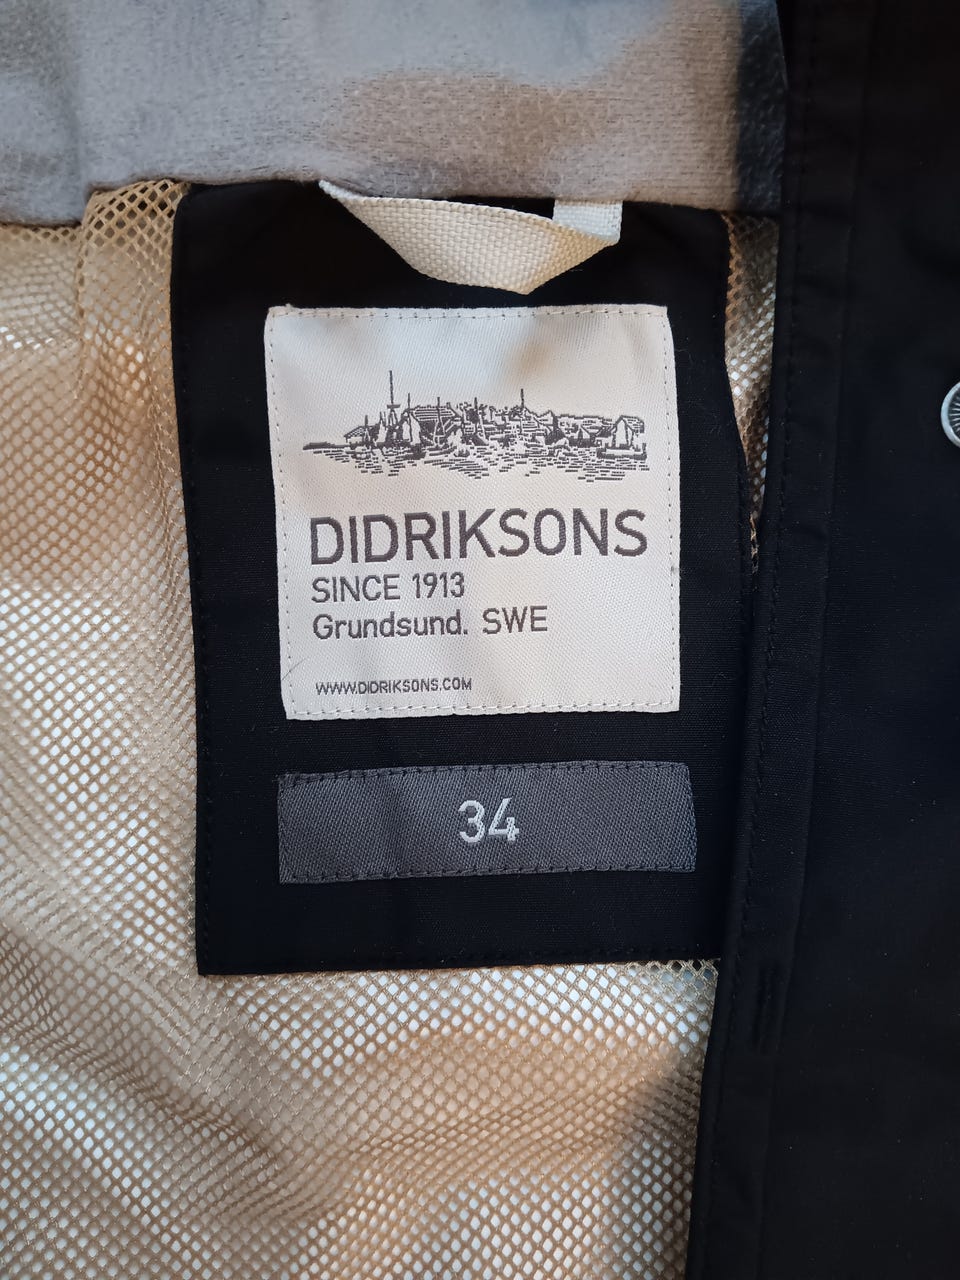 DIDRIKSONS
SINCE 1913
Grundsund. SWE
WWW.DIDRIKSONS.COM
34